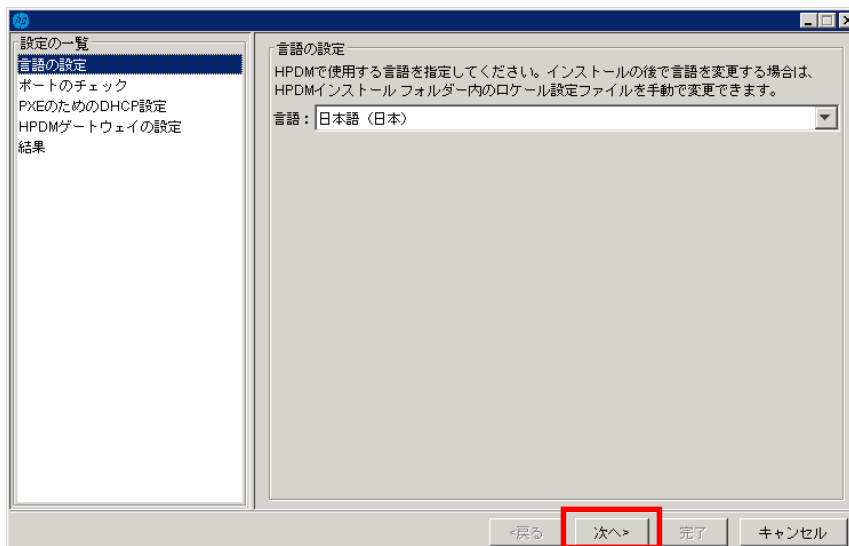 設定の一覧
言語の設定
ポートのチェック
PXEのためのDHCP設定
HPDMゲートウェイの設定
結果
言語の設定
HPDMで使用する言語を指定してください。インストールの後で言語を変更する場合は、
HPDMインストール フォルダー内のロケール設定ファイルを手動で変更できます。
言語： 日本語（日本）
<戻る 次へ> 完了 キャンセル